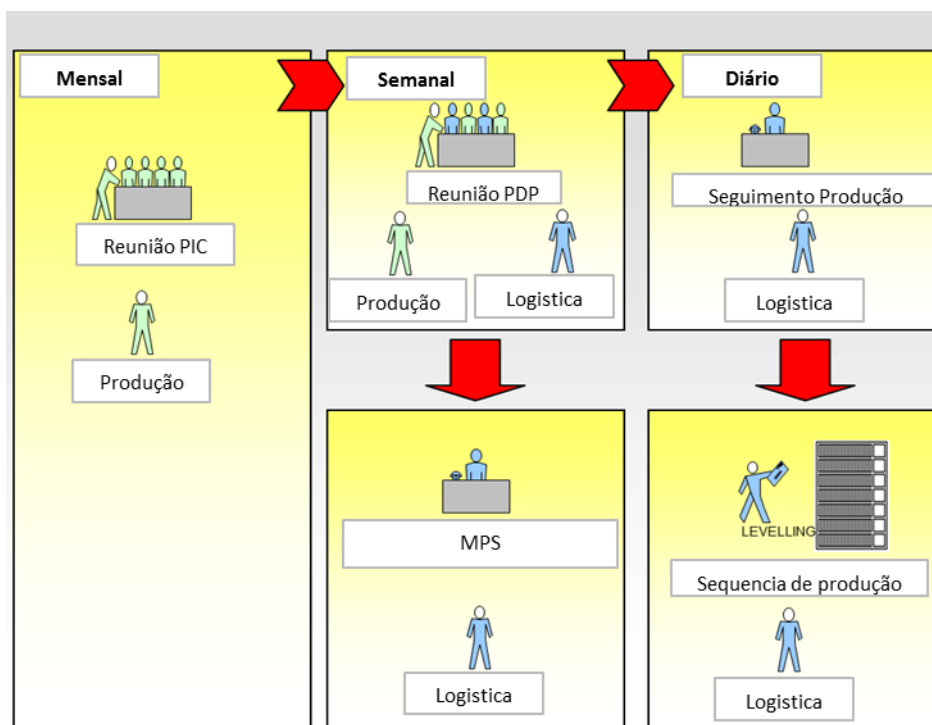 Mensal
Reunião PIC
Produção
Semanal
Reunião PDP
Produção
Logistica
MPS
Logistica
Diário
Seguimento Produção
Logistica
LEVELLING
Sequencia de produção
Logistica